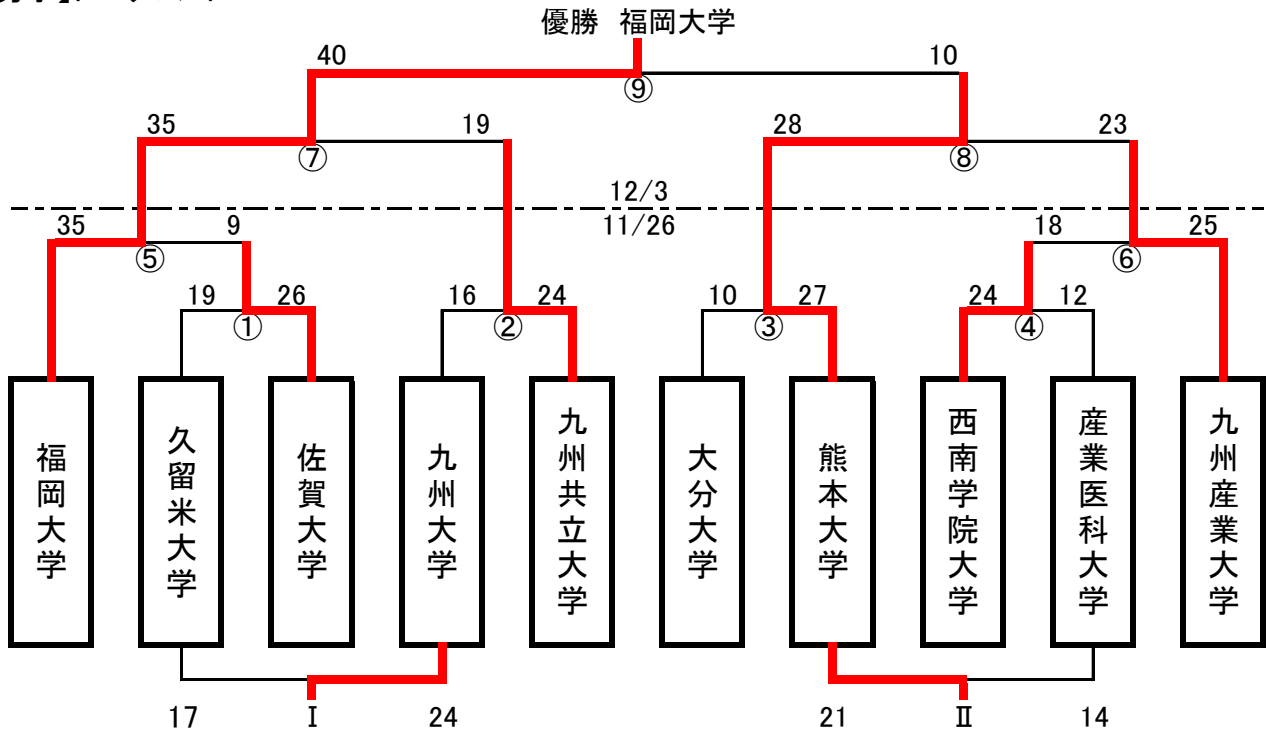 優勝 福岡大学
40 10
⑨
35 19 28 23
⑦ ⑧
12/3
11/26
35 9 18 25
⑤ ⑥
19 26 16 24 10 27 24 12
① ② ③ ④
福岡大学
久留米大学
佐賀大学
九州大学
九州共立大学
大分大学
熊本大学
西南学院大学
産業医科大学
九州産業大学
17 Ⅰ 24 21 Ⅱ 14